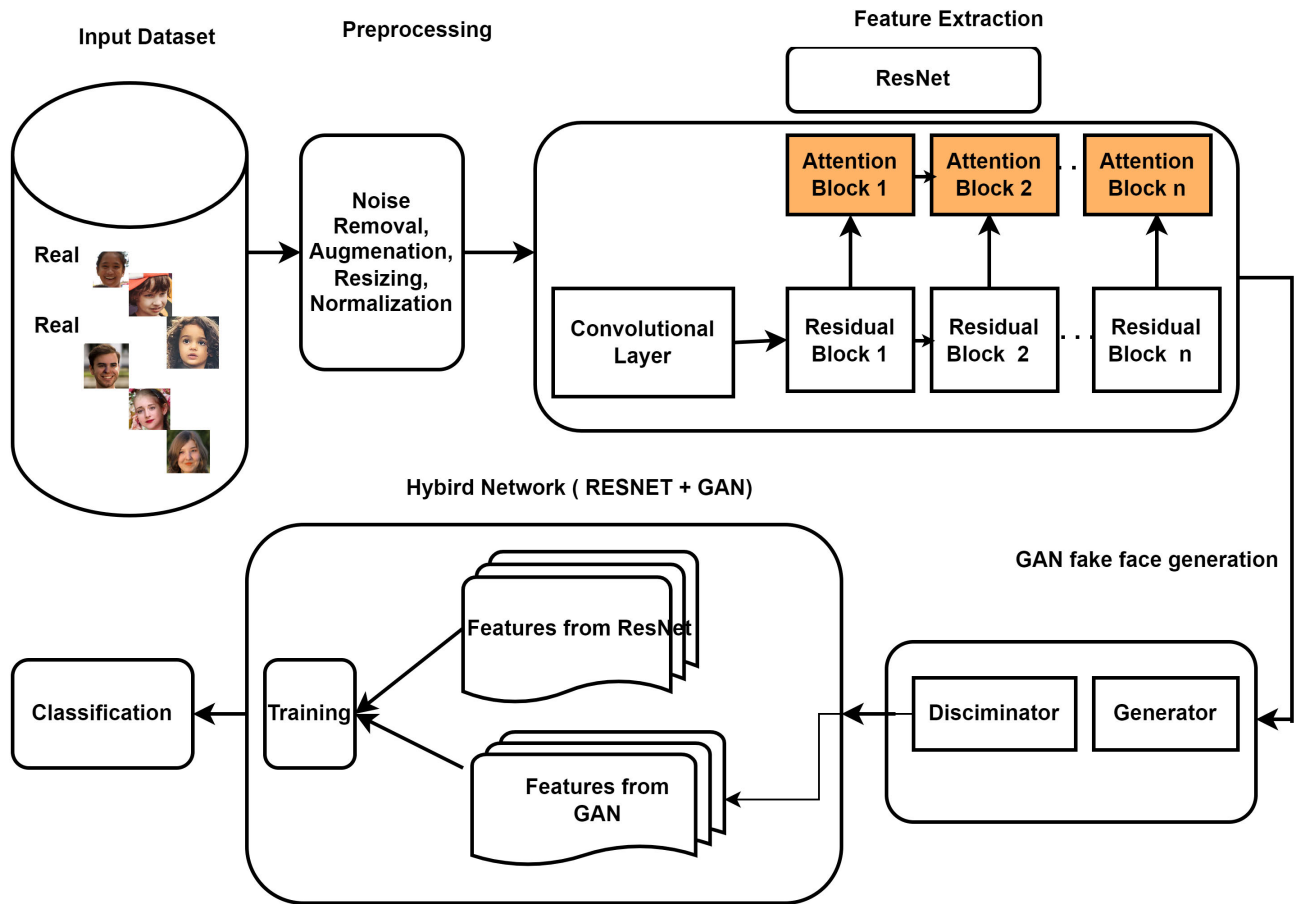 Input Dataset
Preprocessing
Feature Extraction
ResNet
Attention
Block 1
Attention
Block 2
. .
Attention
Block n
Real
Real
Noise
Removal,
Augmenation,
Resizing,
Normalization
Convolutional
Layer
Residual
Block 1
Residual
Block 2
. . .
Residual
Block n
Hybird Network ( RESNET + GAN)
GAN fake face generation
Features from ResNet
Features from
GAN
Training
Classification
Disciminator
Generator